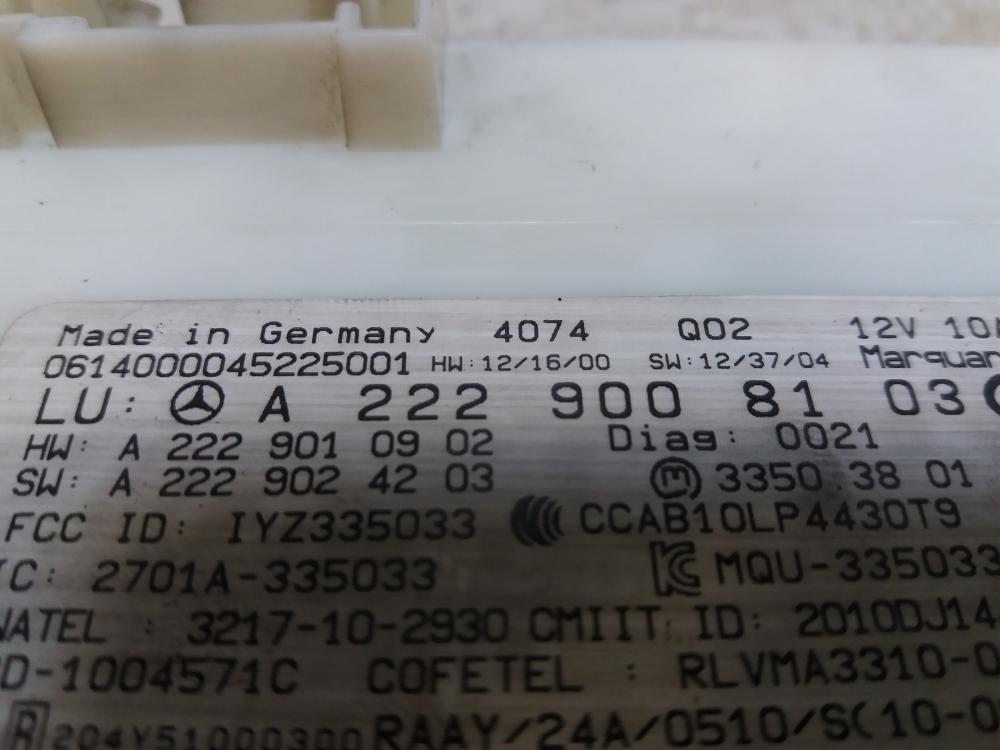 Made in Germany 4074 Q02 12V 10A
0614000045225001 HW:12/16/00 SW:12/37/04 Marquar
LU: A 222 900 81 03
HW: A 222 901 09 02 Diag: 0021
SW: A 222 902 42 03 3350.38 01
FCC ID: IYZ335033 CCAB10LP4430T9
IC: 2701A-335033 MQU-335033
NATEL : 3217-10-2930 CMIIT ID: 2010DJ14
D-1004571C COFETEL : RLVMA3310-0
R 204Y51000300 RAAY/24A/0510/S(10-0